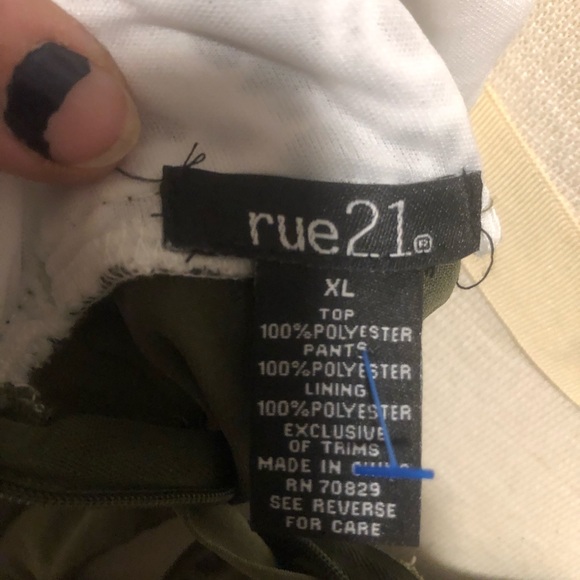 rue21®
XL
TOP
100%POLYESTER
PANTS
100%POLYESTER
LINING
100%POLYESTER
EXCLUSIVE
OF TRIMS
MADE IN
RN 70829
SEE REVERSE
FOR CARE